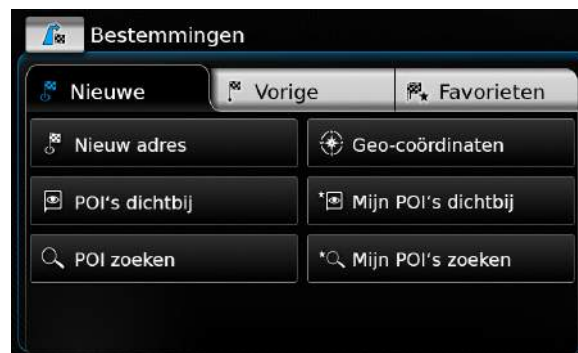 Bestemmingen
Nieuwe Vorige Favorieten
Nieuw adres Geo-coördinaten
POI's dichtbij Mijn POI's dichtbij
POI zoeken Mijn POI's zoeken